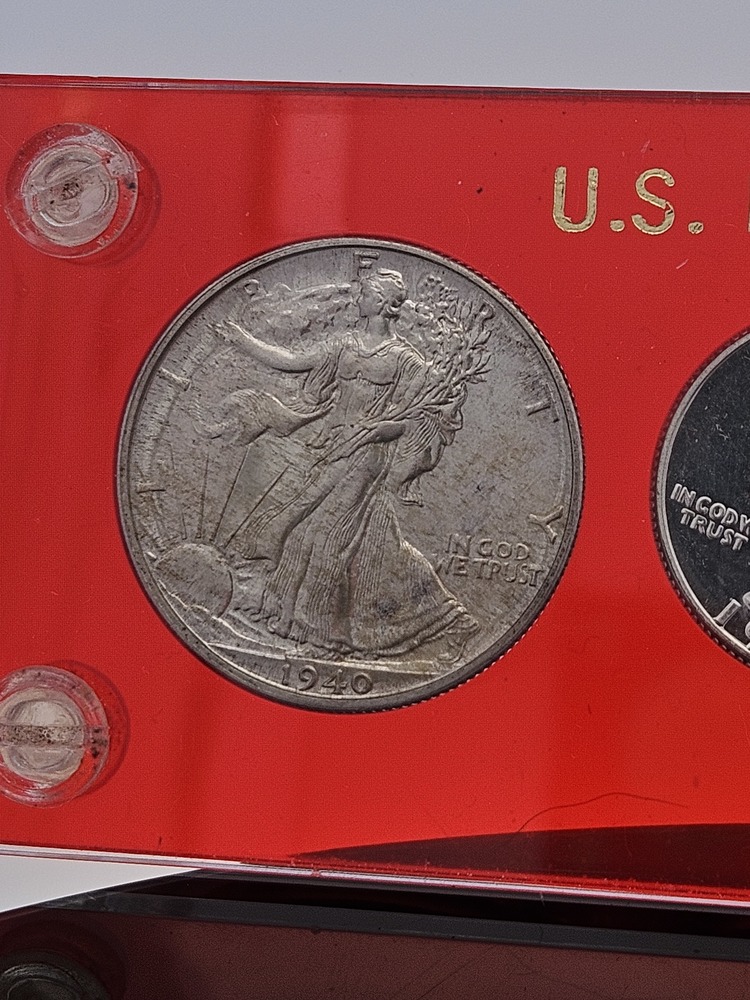 U.S.
LIBERTY
IN GOD
WE TRUST
1940
IN GOD W
TRUST